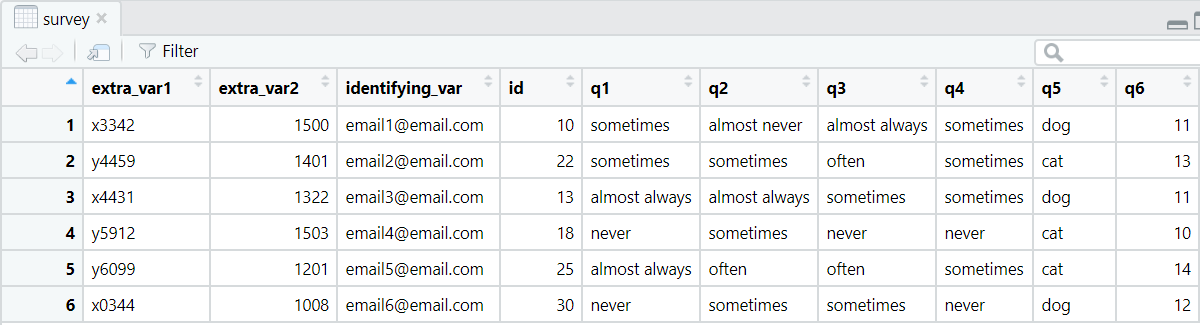 survey
Filter
extra_var1 extra_var2 identifying_var id q1 q2 q3 q4 q5 q6
1 x3342 1500 email1@email.com 10 sometimes almost never almost always sometimes dog 11
2 y4459 1401 email2@email.com 22 sometimes sometimes often sometimes cat 13
3 x4431 1322 email3@email.com 13 almost always almost always sometimes sometimes dog 11
4 y5912 1503 email4@email.com 18 never sometimes never never cat 10
5 y6099 1201 email5@email.com 25 almost always often often sometimes cat 14
6 x0344 1008 email6@email.com 30 never sometimes sometimes never dog 12